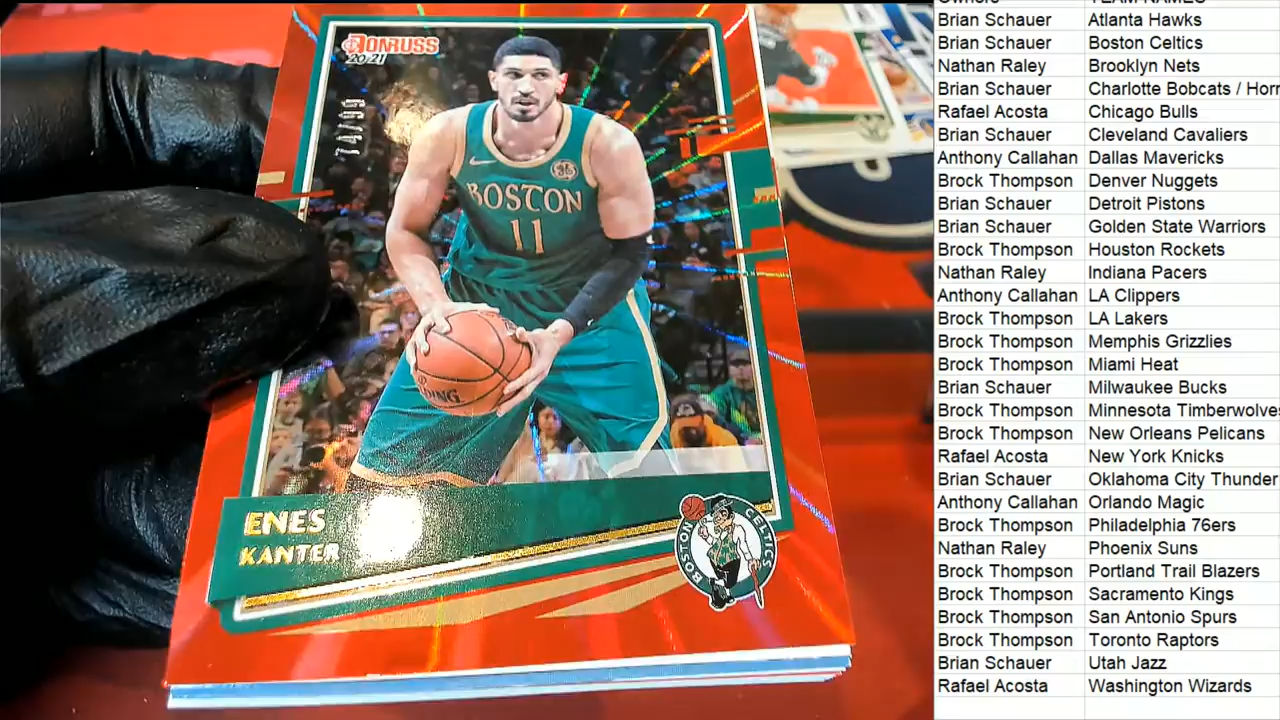 DONRUSS
20-21
74/99
BOSTON
11
ENES
KANTER
BOSTON CELTICS
Brian Schauer Atlanta Hawks
Brian Schauer Boston Celtics
Nathan Raley Brooklyn Nets
Brian Schauer Charlotte Bobcats / Horn
Rafael Acosta Chicago Bulls
Brian Schauer Cleveland Cavaliers
Anthony Callahan Dallas Mavericks
Brock Thompson Denver Nuggets
Brian Schauer Detroit Pistons
Brian Schauer Golden State Warriors
Brock Thompson Houston Rockets
Nathan Raley Indiana Pacers
Anthony Callahan LA Clippers
Brock Thompson LA Lakers
Brock Thompson Memphis Grizzlies
Brock Thompson Miami Heat
Brian Schauer Milwaukee Bucks
Brock Thompson Minnesota Timberwolve
Brock Thompson New Orleans Pelicans
Rafael Acosta New York Knicks
Brian Schauer Oklahoma City Thunder
Anthony Callahan Orlando Magic
Brock Thompson Philadelphia 76ers
Nathan Raley Phoenix Suns
Brock Thompson Portland Trail Blazers
Brock Thompson Sacramento Kings
Brock Thompson San Antonio Spurs
Brock Thompson Toronto Raptors
Brian Schauer Utah Jazz
Rafael Acosta Washington Wizards